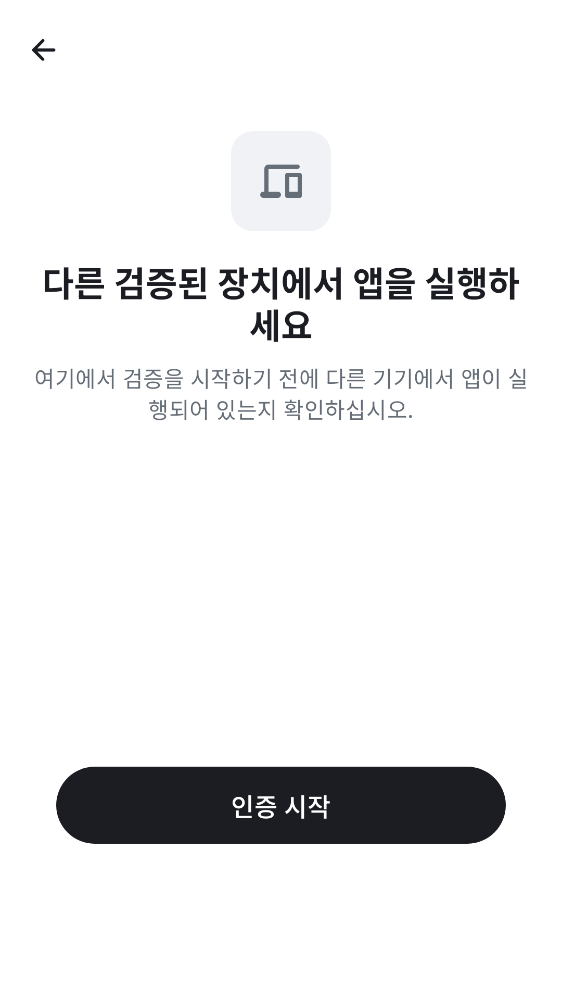 다른 검증된 장치에서 앱을 실행하
세요
여기에서 검증을 시작하기 전에 다른 기기에서 앱이 실
행되어 있는지 확인하십시오.
인증 시작